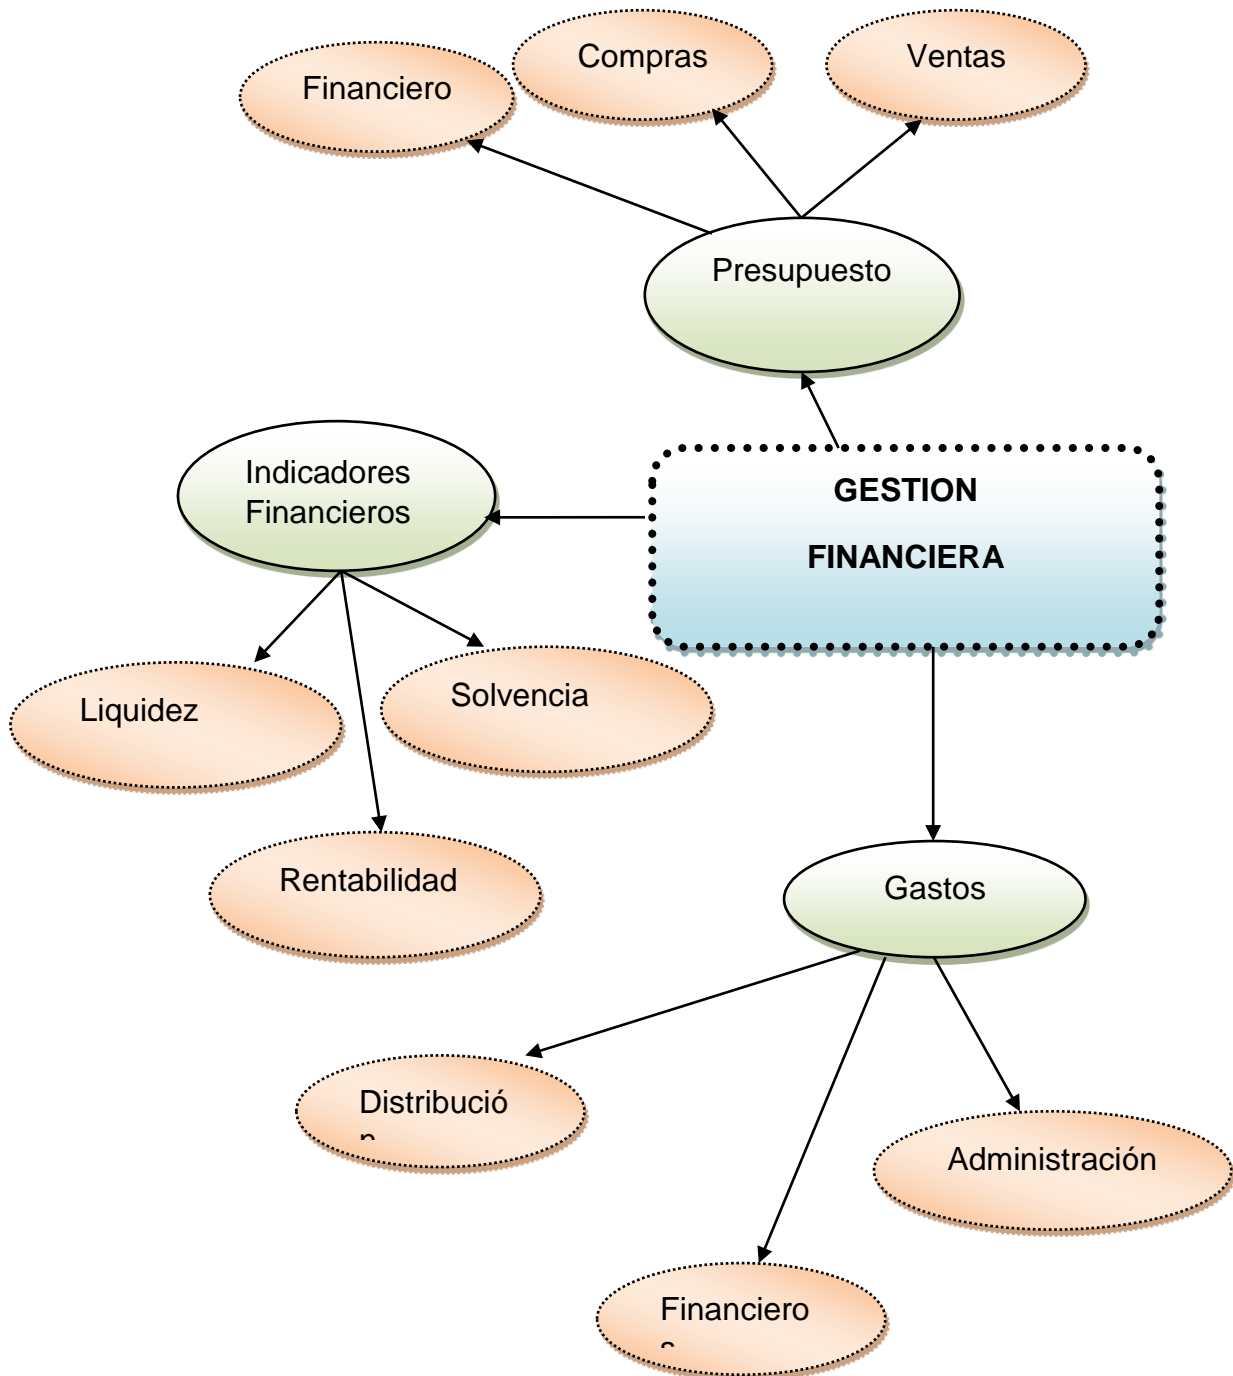 Compras
Ventas
Financiero
Presupuesto
Indicadores
Financieros
GESTION
FINANCIERA
Liquidez
Solvencia
Rentabilidad
Gastos
Distribució
n
Administración
Financiero
s